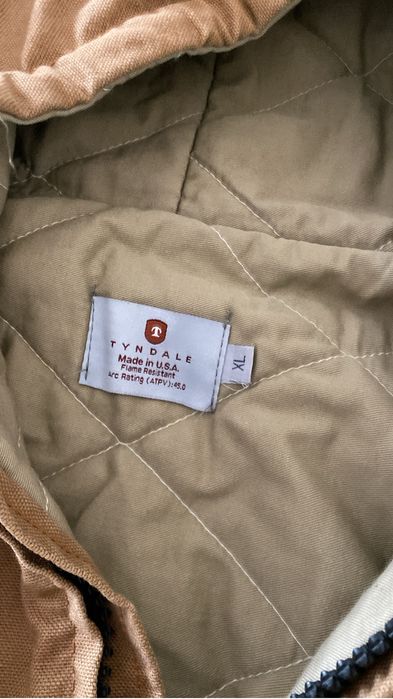 T
TYNDALE
Made in U.S.A.
Flame Resistant
Arc Rating (ATPV):45.0
XL